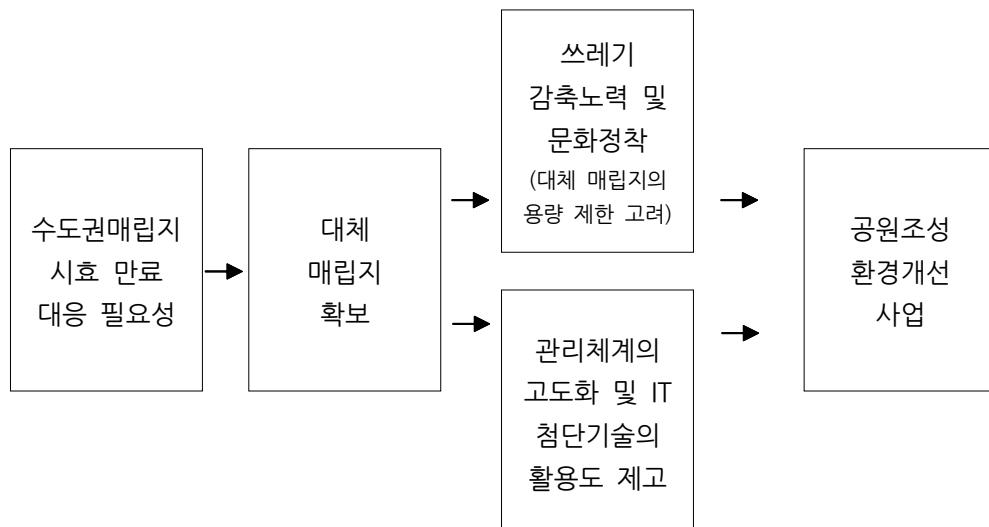 수도권매립지
시효 만료
대응 필요성
대체
매립지
확보
쓰레기
감축노력 및
문화정착
(대체 매립지의
용량 제한 고려)
관리체계의
고도화 및 IT
첨단기술의
활용도 제고
공원조성
환경개선
사업